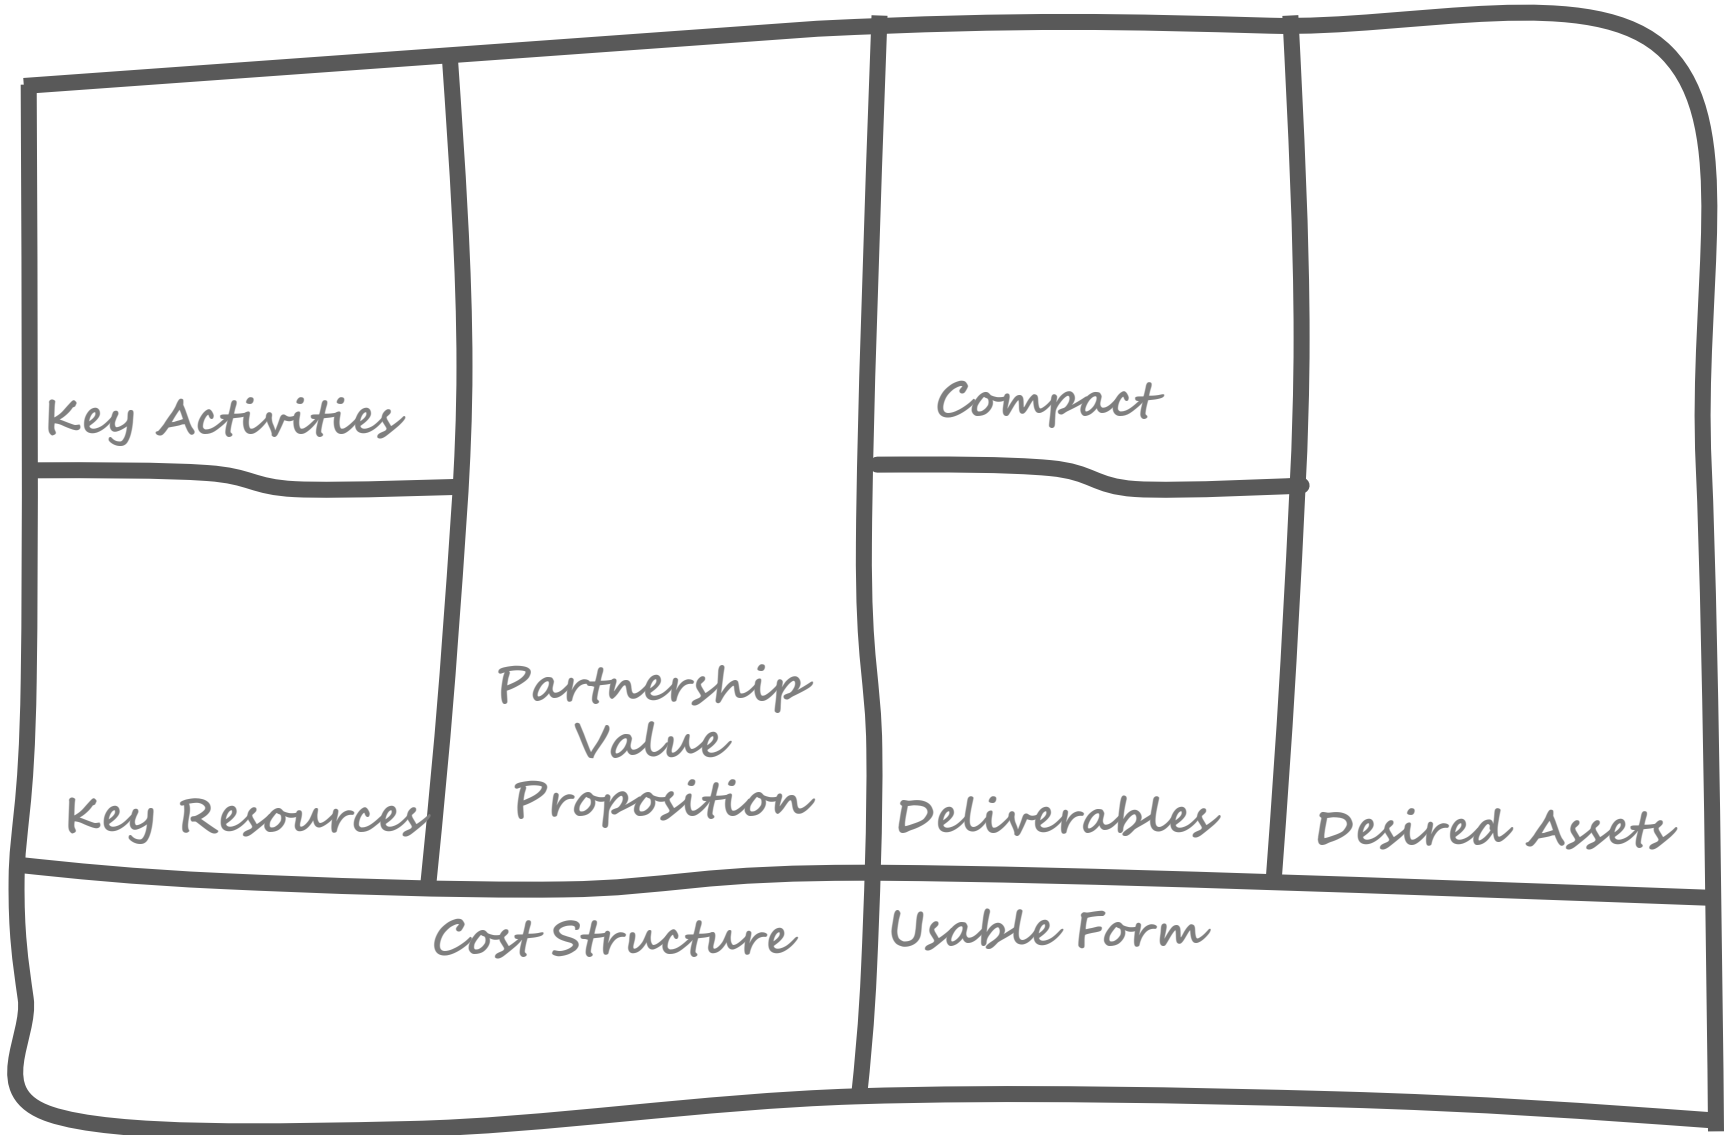 Key Activities
Compact
Partnership
Value
Proposition
Key Resources
Deliverables
Desired Assets
Cost Structure
Usable Form